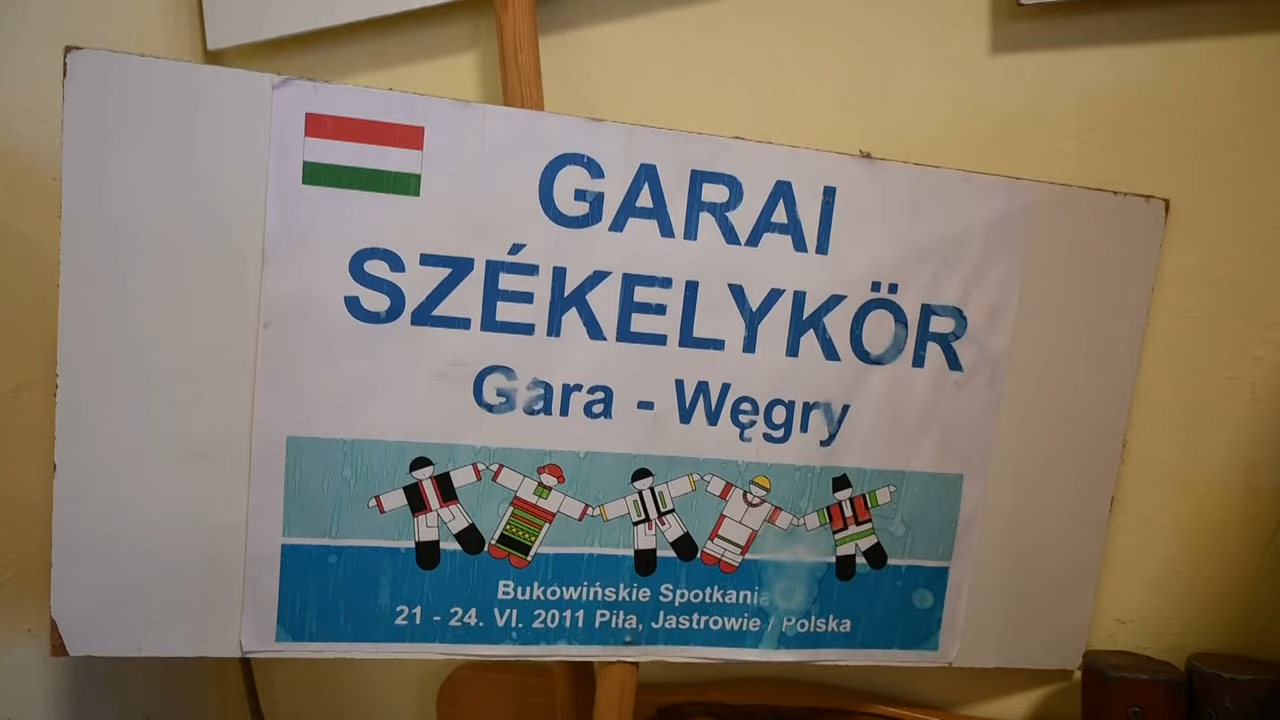 GARAI
SZÉKELYKÖR
Gara - Węgry
Bukowińskie Spotkania
21 - 24. VI. 2011 Piła, Jastrowie / Polska